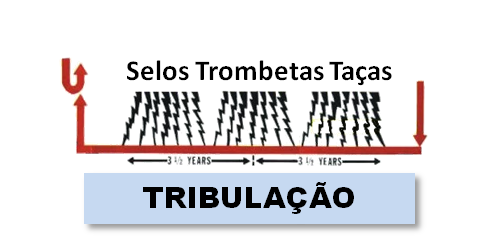 Selos Trombetas Taças
3 ½ YEARS 3 ½ YEARS
TRIBULAÇÃO